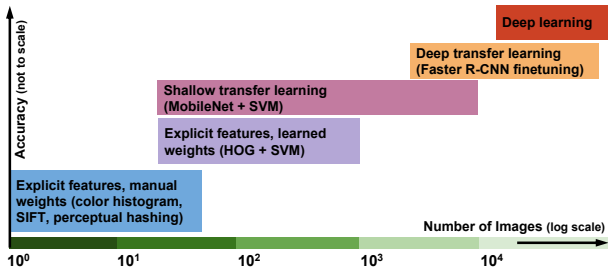 Accuracy (not to scale)
Deep learning
Deep transfer learning
(Faster R-CNN finetuning)
Shallow transfer learning
(MobileNet + SVM)
Explicit features, learned
weights (HOG + SVM)
Explicit features, manual
weights (color histogram,
SIFT, perceptual hashing)
Number of Images (log scale)
10⁰ 10¹ 10² 10³ 10⁴